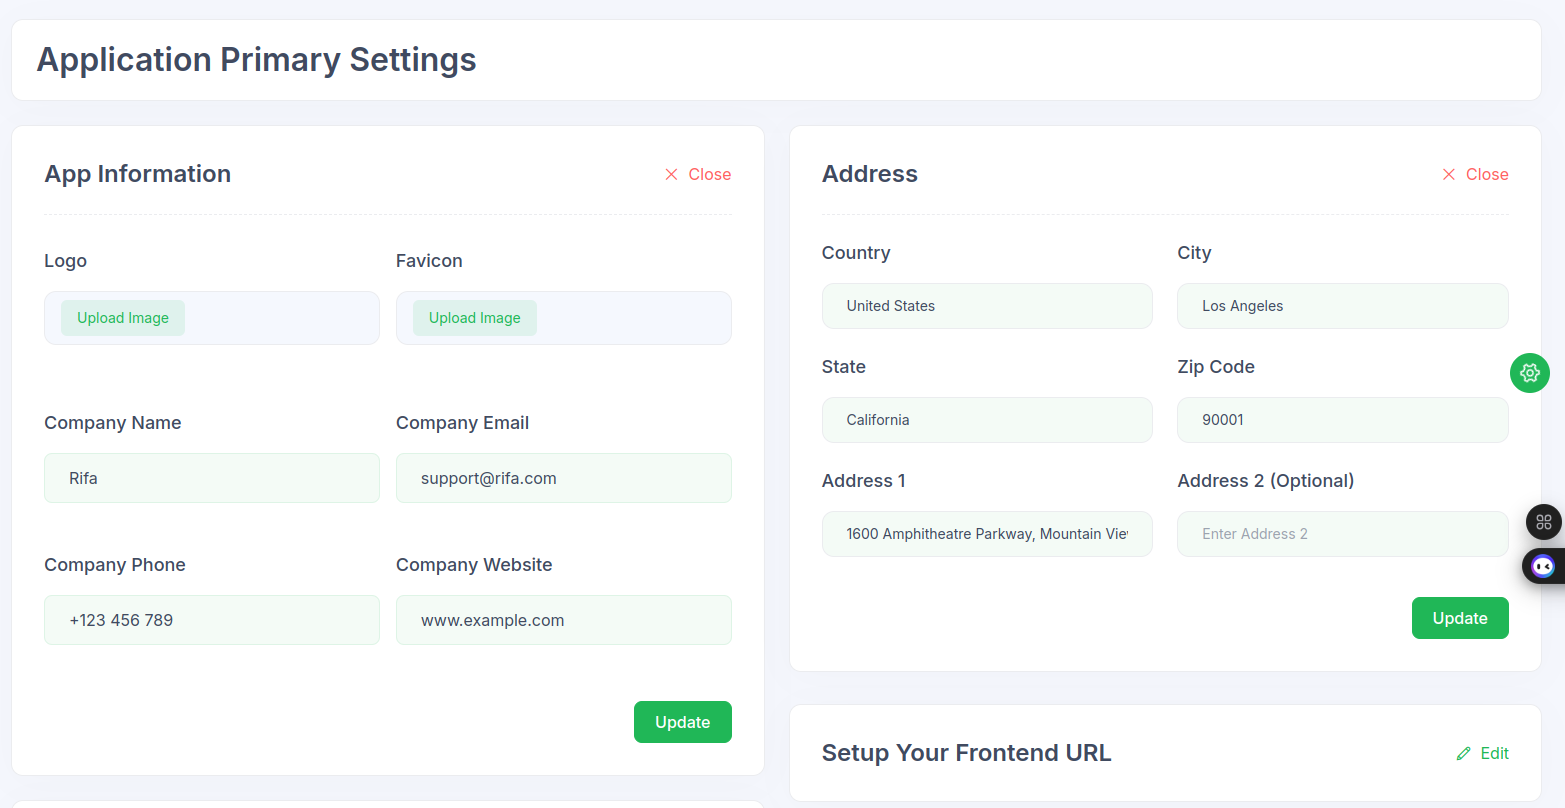 Application Primary Settings
App Information
Close
Logo
Favicon
Upload Image
Upload Image
Company Name
Company Email
Rifa
support@rifa.com
Company Phone
Company Website
+123 456 789
www.example.com
Update
Address
Close
Country
City
United States
Los Angeles
State
Zip Code
California
90001
Address 1
Address 2 (Optional)
1600 Amphitheatre Parkway, Mountain Vie
Enter Address 2
Update
Setup Your Frontend URL
Edit